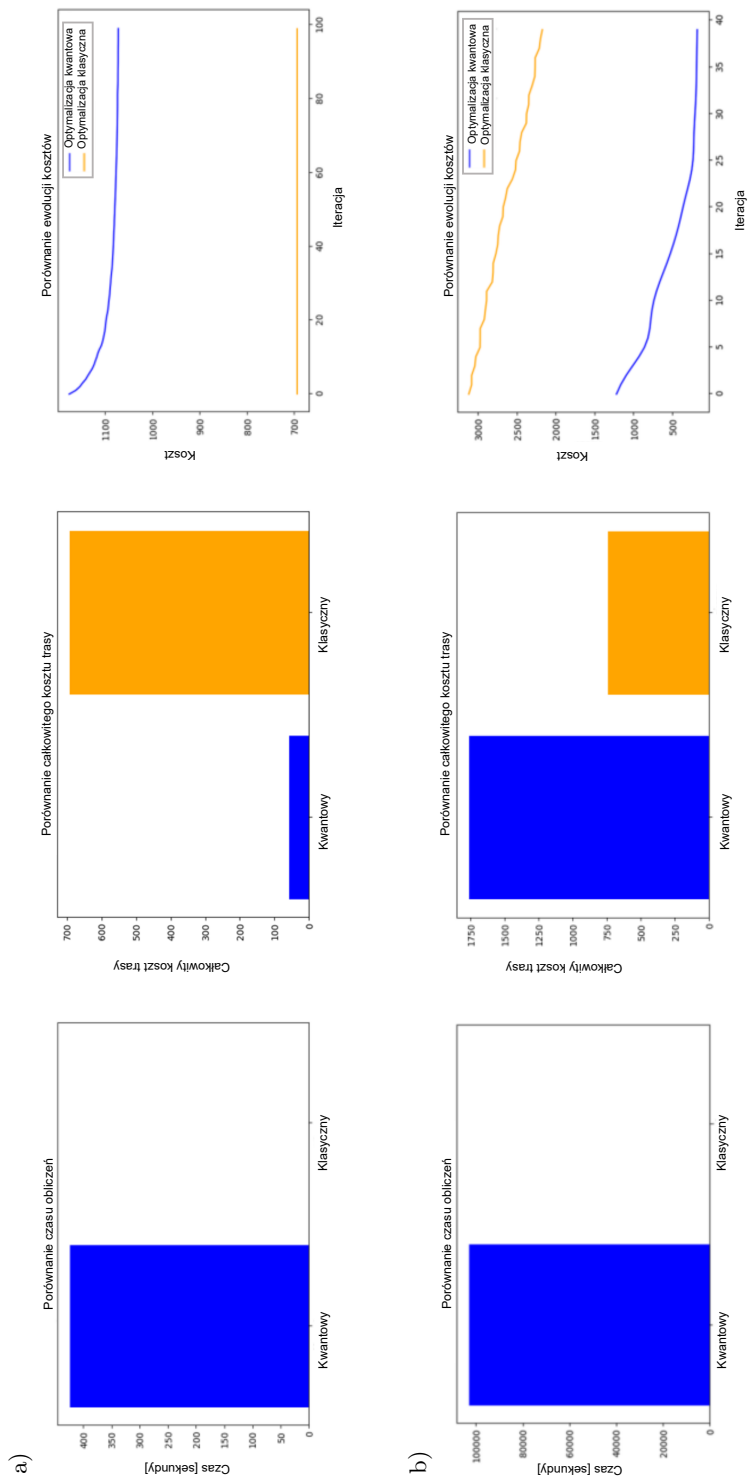 a)
Porównanie czasu obliczeń
Czas [sekundy]
400
350
300
250
200
150
100
50
0
Kwantowy
Klasyczny
Porównanie całkowitego kosztu trasy
Całkowity koszt trasy
700
600
500
400
300
200
100
0
Kwantowy
Klasyczny
Porównanie ewolucji kosztów
Optymalizacja kwantowa
Optymalizacja klasyczna
Koszt
1100
1000
900
800
700
0
20
40
60
80
100
Iteracja
b)
Porównanie czasu obliczeń
Czas [sekundy]
100000
80000
60000
40000
20000
0
Kwantowy
Klasyczny
Porównanie całkowitego kosztu trasy
Całkowity koszt trasy
1750
1500
1250
1000
750
500
250
0
Kwantowy
Klasyczny
Porównanie ewolucji kosztów
Optymalizacja kwantowa
Optymalizacja klasyczna
Koszt
3000
2500
2000
1500
1000
500
0
5
10
15
20
25
30
35
40
Iteracja